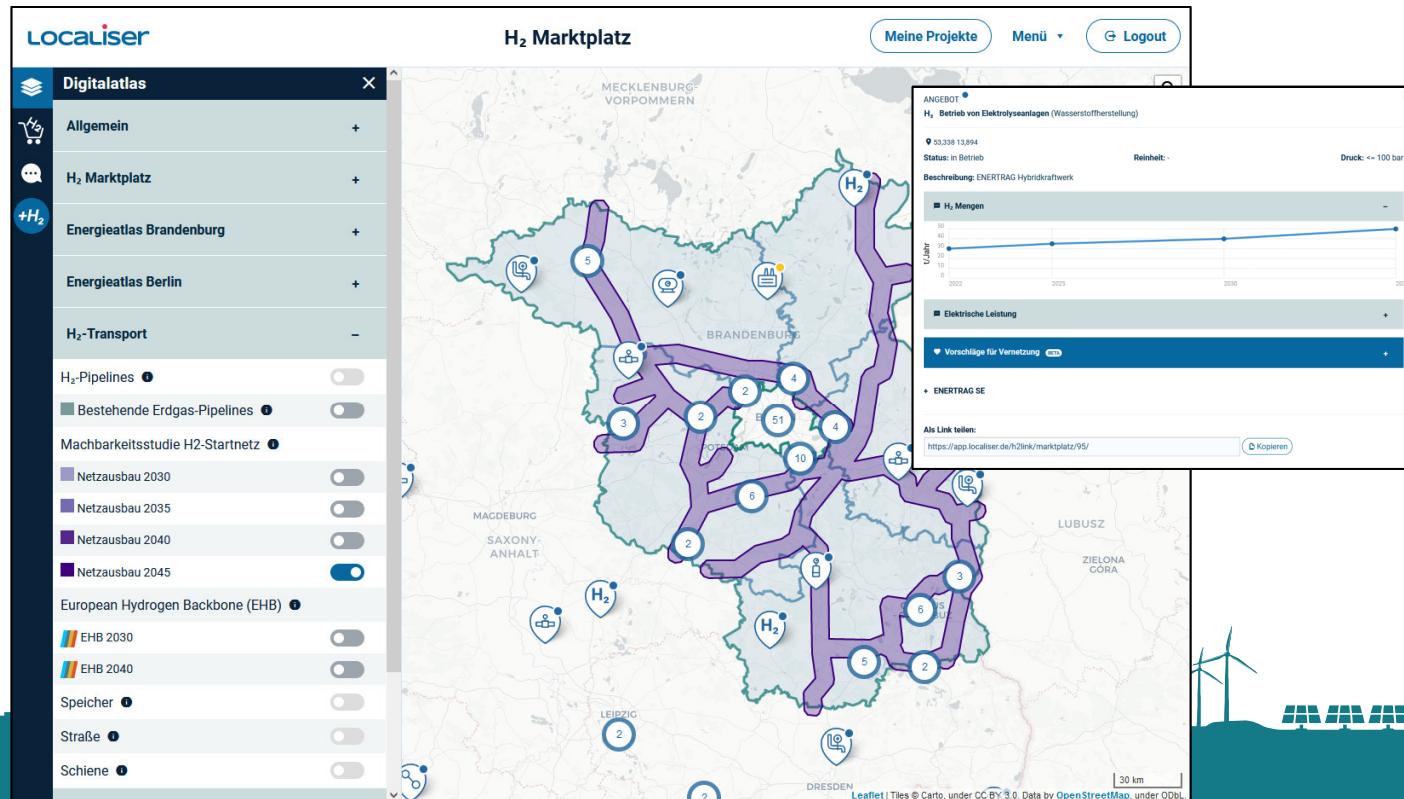 Localiser
H₂ Marktplatz
Meine Projekte
Menü
Logout
Digitalatlas
Allgemein +
H₂ Marktplatz +
Energieatlas Brandenburg +
Energieatlas Berlin +
H₂-Transport −
H₂-Pipelines
Bestehende Erdgas-Pipelines
Machbarkeitsstudie H2-Startnetz
Netzausbau 2030
Netzausbau 2035
Netzausbau 2040
Netzausbau 2045
European Hydrogen Backbone (EHB)
EHB 2030
EHB 2040
Speicher
Straße
Schiene
H₂
+H₂
MECKLENBURG-
VORPOMMERN
H₂
5
BRANDENBURG
4
2
2
3
51
4
POTSDAM
10
6
MAGDEBURG
SAXONY-
ANHALT
2
LUBUSZ
ZIELONA
GÓRA
3
H₂
6
H₂
5
2
LEIPZIG
2
DRESDEN
2
30 km
Leaflet | Tiles © Carto, under CC BY 3.0. Data by OpenStreetMap, under ODbL.
ANGEBOT
H₂ Betrieb von Elektrolyseanlagen (Wasserstoffherstellung)
53,338 13,894
Status: in Betrieb Reinheit: - Druck: <= 100 bar
Beschreibung: ENERTRAG Hybridkraftwerk
H₂ Mengen −
t/Jahr
50
40
30
20
10
0
2022 2025 2030
Elektrische Leistung +
Vorschläge für Vernetzung BETA +
+ ENERTRAG SE
Als Link teilen:
https://app.localiser.de/h2link/marktplatz/95/
Kopieren